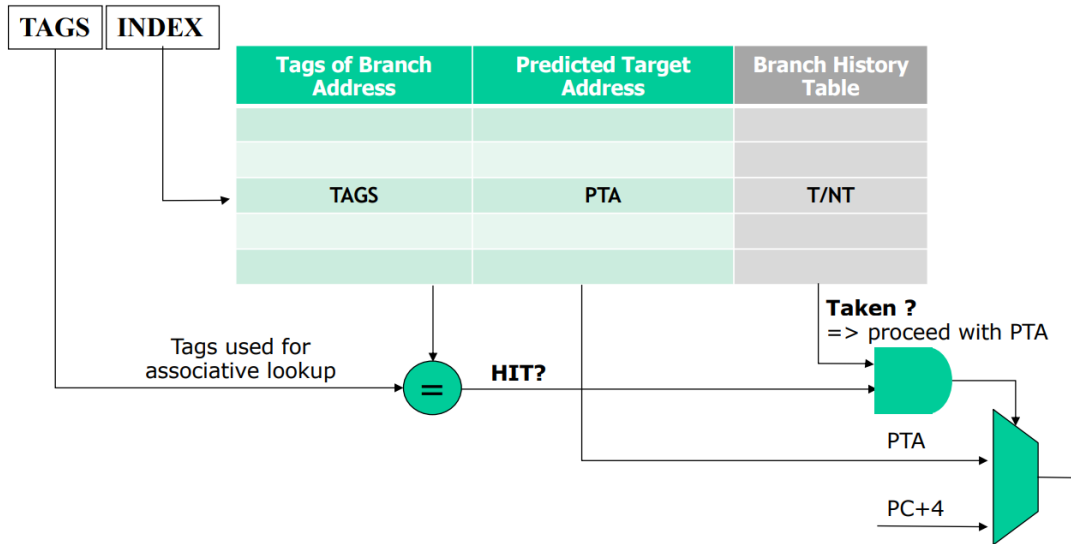 TAGS INDEX
Tags of Branch
Address
Predicted Target
Address
Branch History
Table
TAGS
PTA
T/NT
Taken ?
=> proceed with PTA
Tags used for
associative lookup
=
HIT?
PTA
PC+4